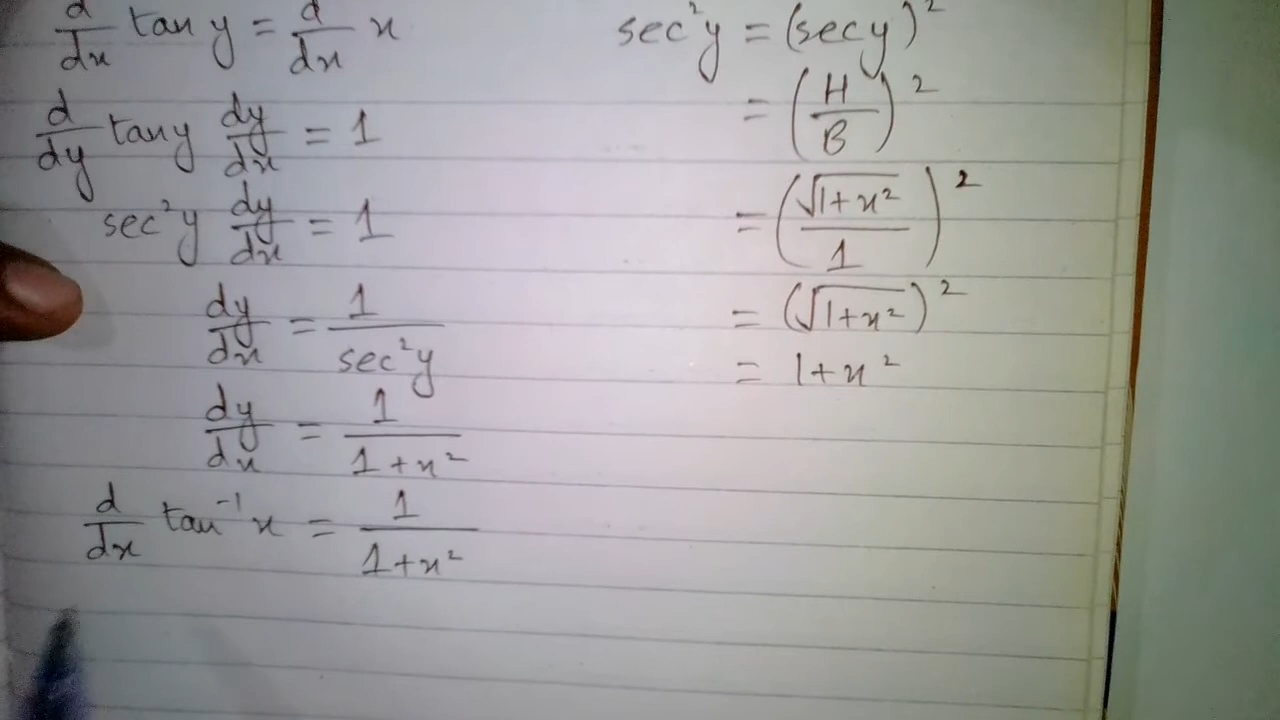 d/dx tan y = d/dx x
d/dy tan y dy/dx = 1
sec²y dy/dx = 1
dy/dx = 1/sec²y
dy/dx = 1/1+x²
d/dx tan⁻¹ x = 1/1+x²
sec²y = (sec y)²
= (H/B)²
= (√1+x²/1)²
= (√1+x²)²
= 1+x²